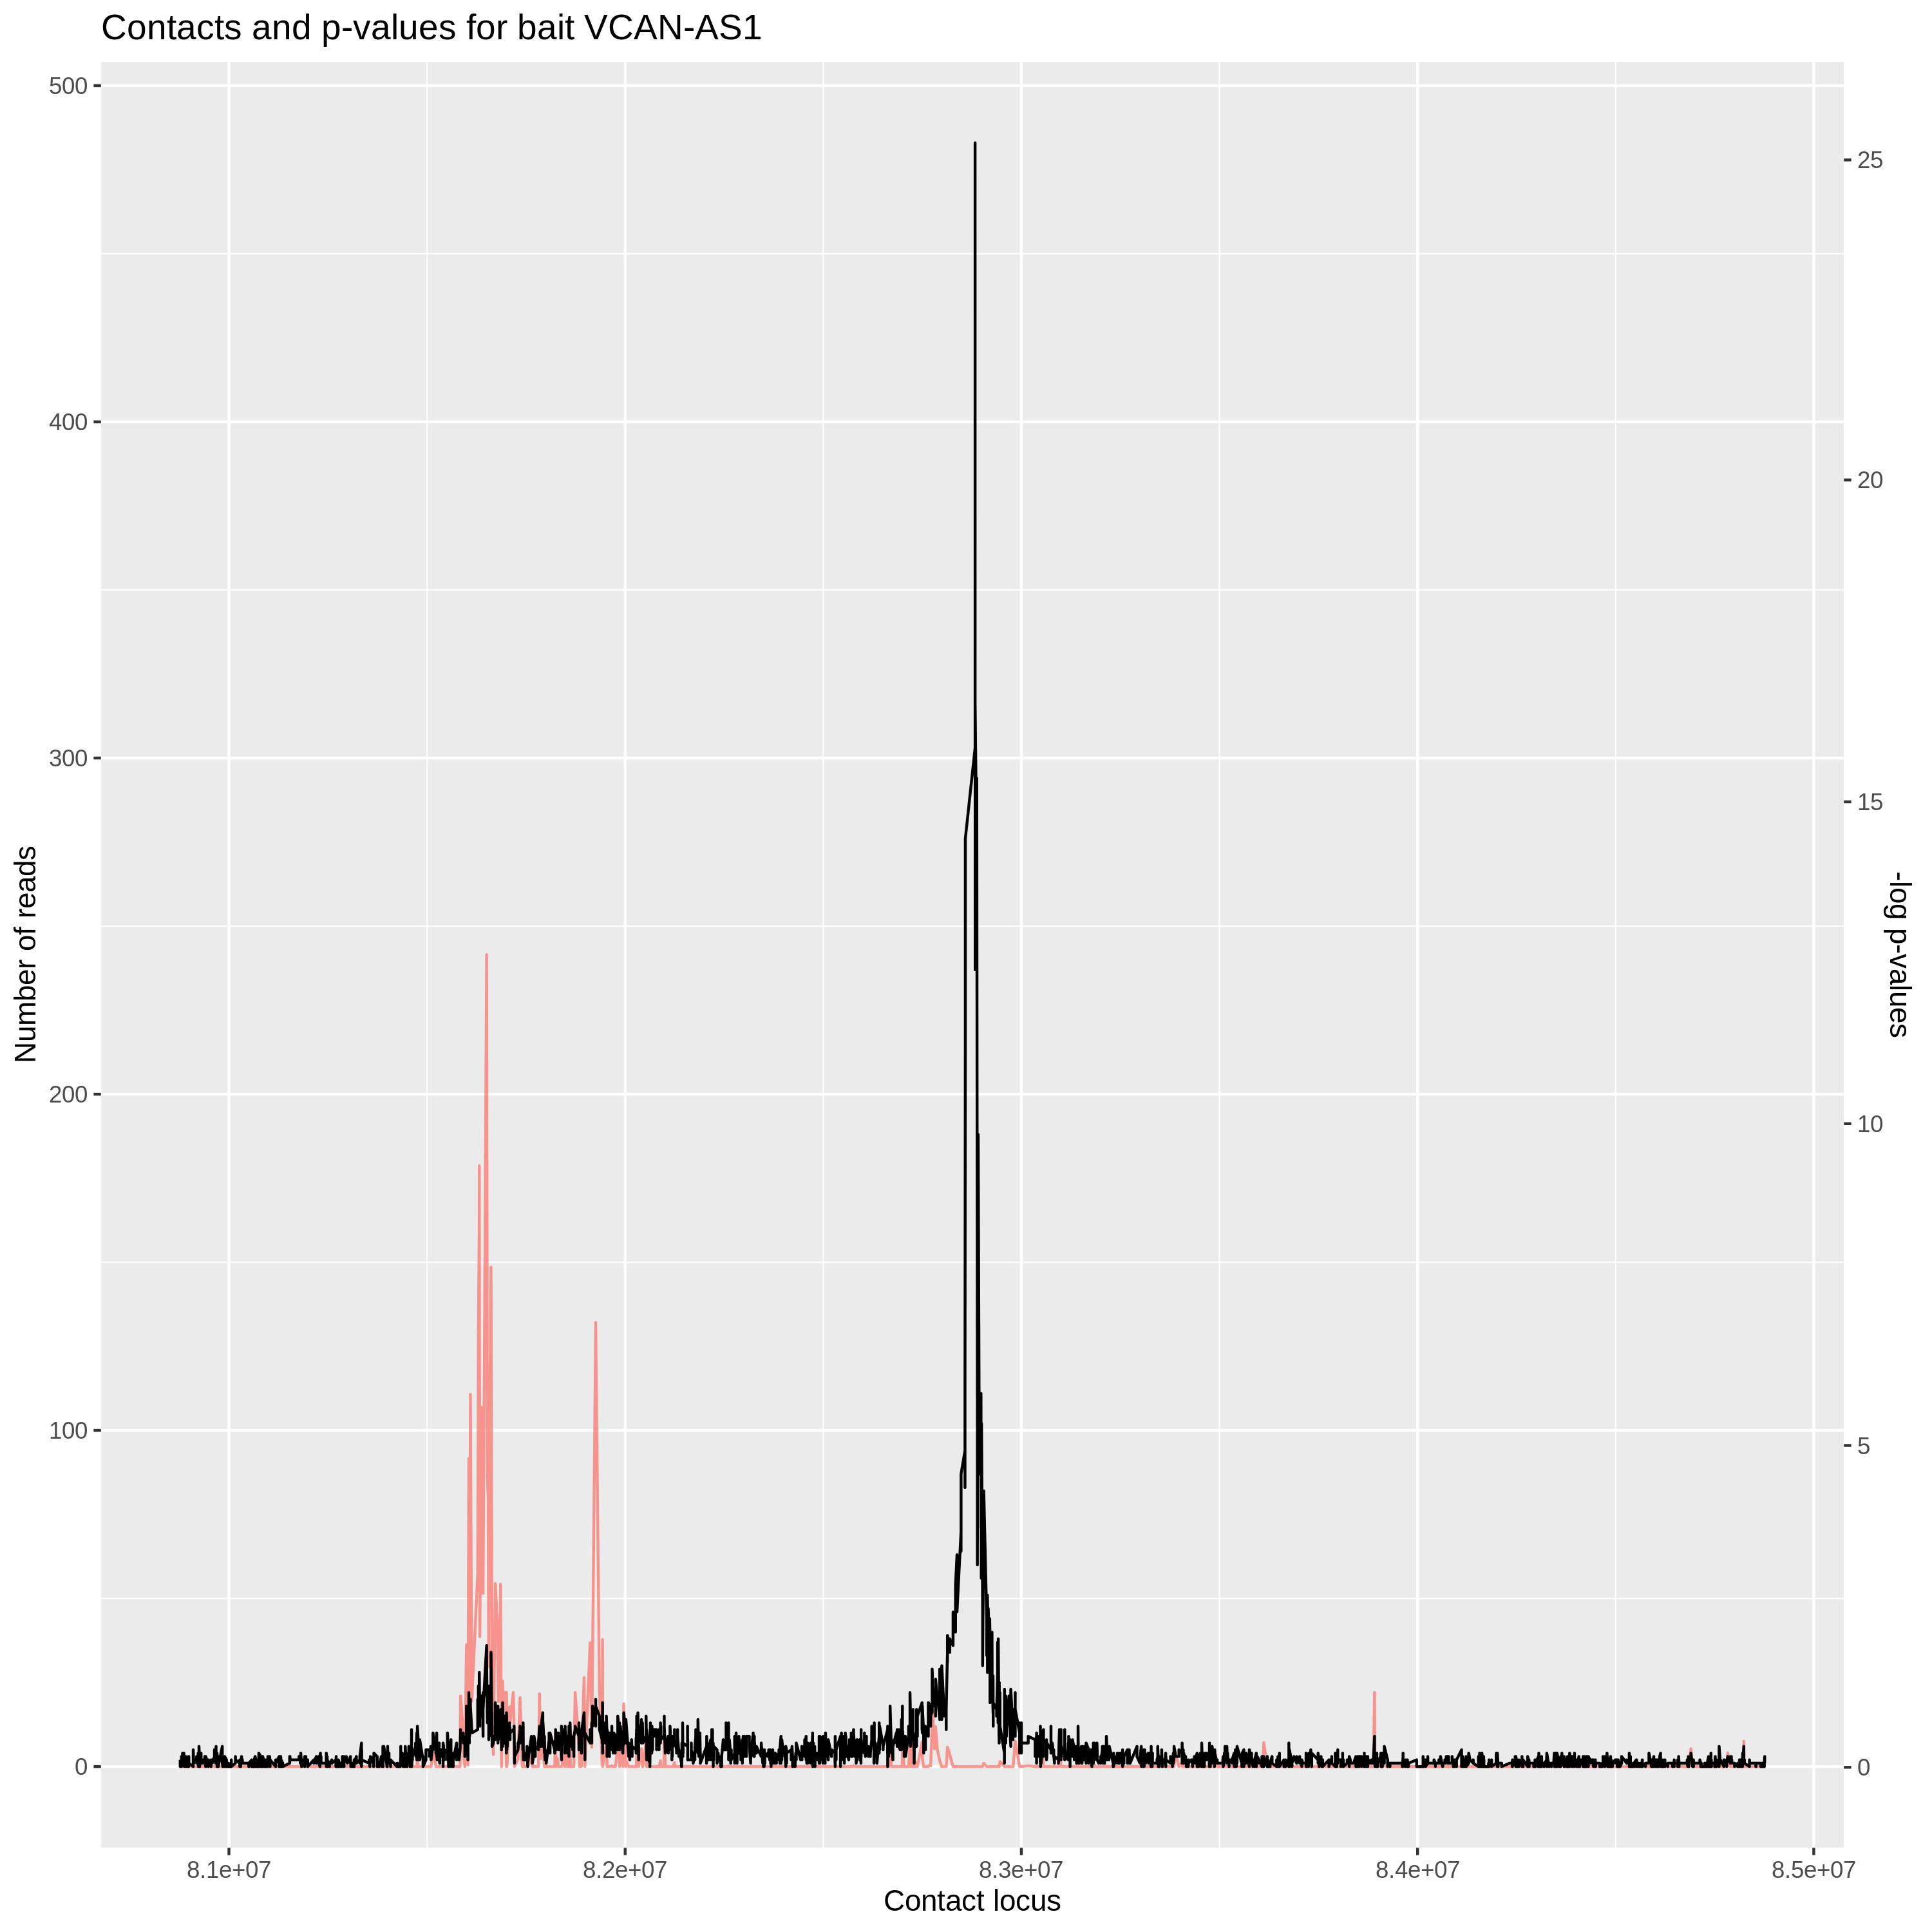 Contacts and p-values for bait VCAN-AS1
500
400
300
200
100
0
Number of reads
25
20
15
10
5
0
-log p-values
8.1e+07 8.2e+07 8.3e+07 8.4e+07 8.5e+07
Contact locus